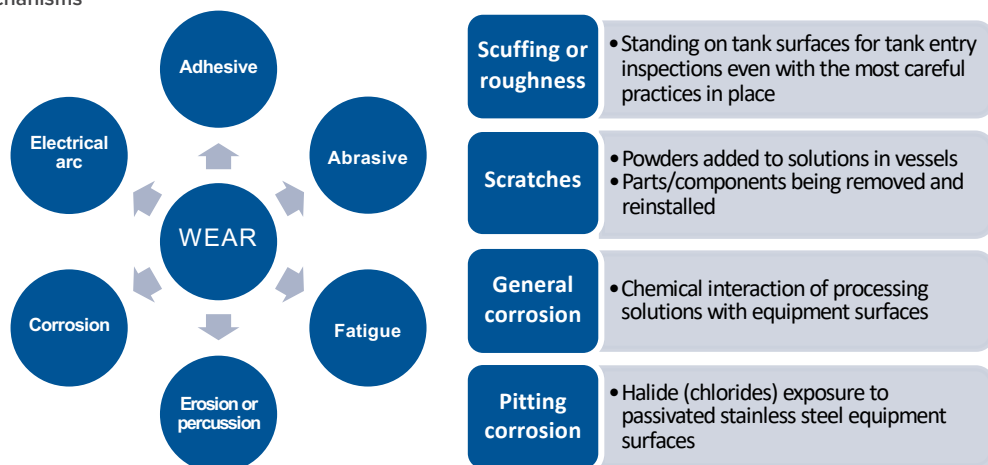 Adhesive
Electrical
arc
Abrasive
WEAR
Corrosion
Fatigue
Erosion or
percussion
Scuffing or
roughness
•Standing on tank surfaces for tank entry
inspections even with the most careful
practices in place
Scratches
•Powders added to solutions in vessels
•Parts/components being removed and
reinstalled
General
corrosion
•Chemical interaction of processing
solutions with equipment surfaces
Pitting
corrosion
•Halide (chlorides) exposure to
passivated stainless steel equipment
surfaces